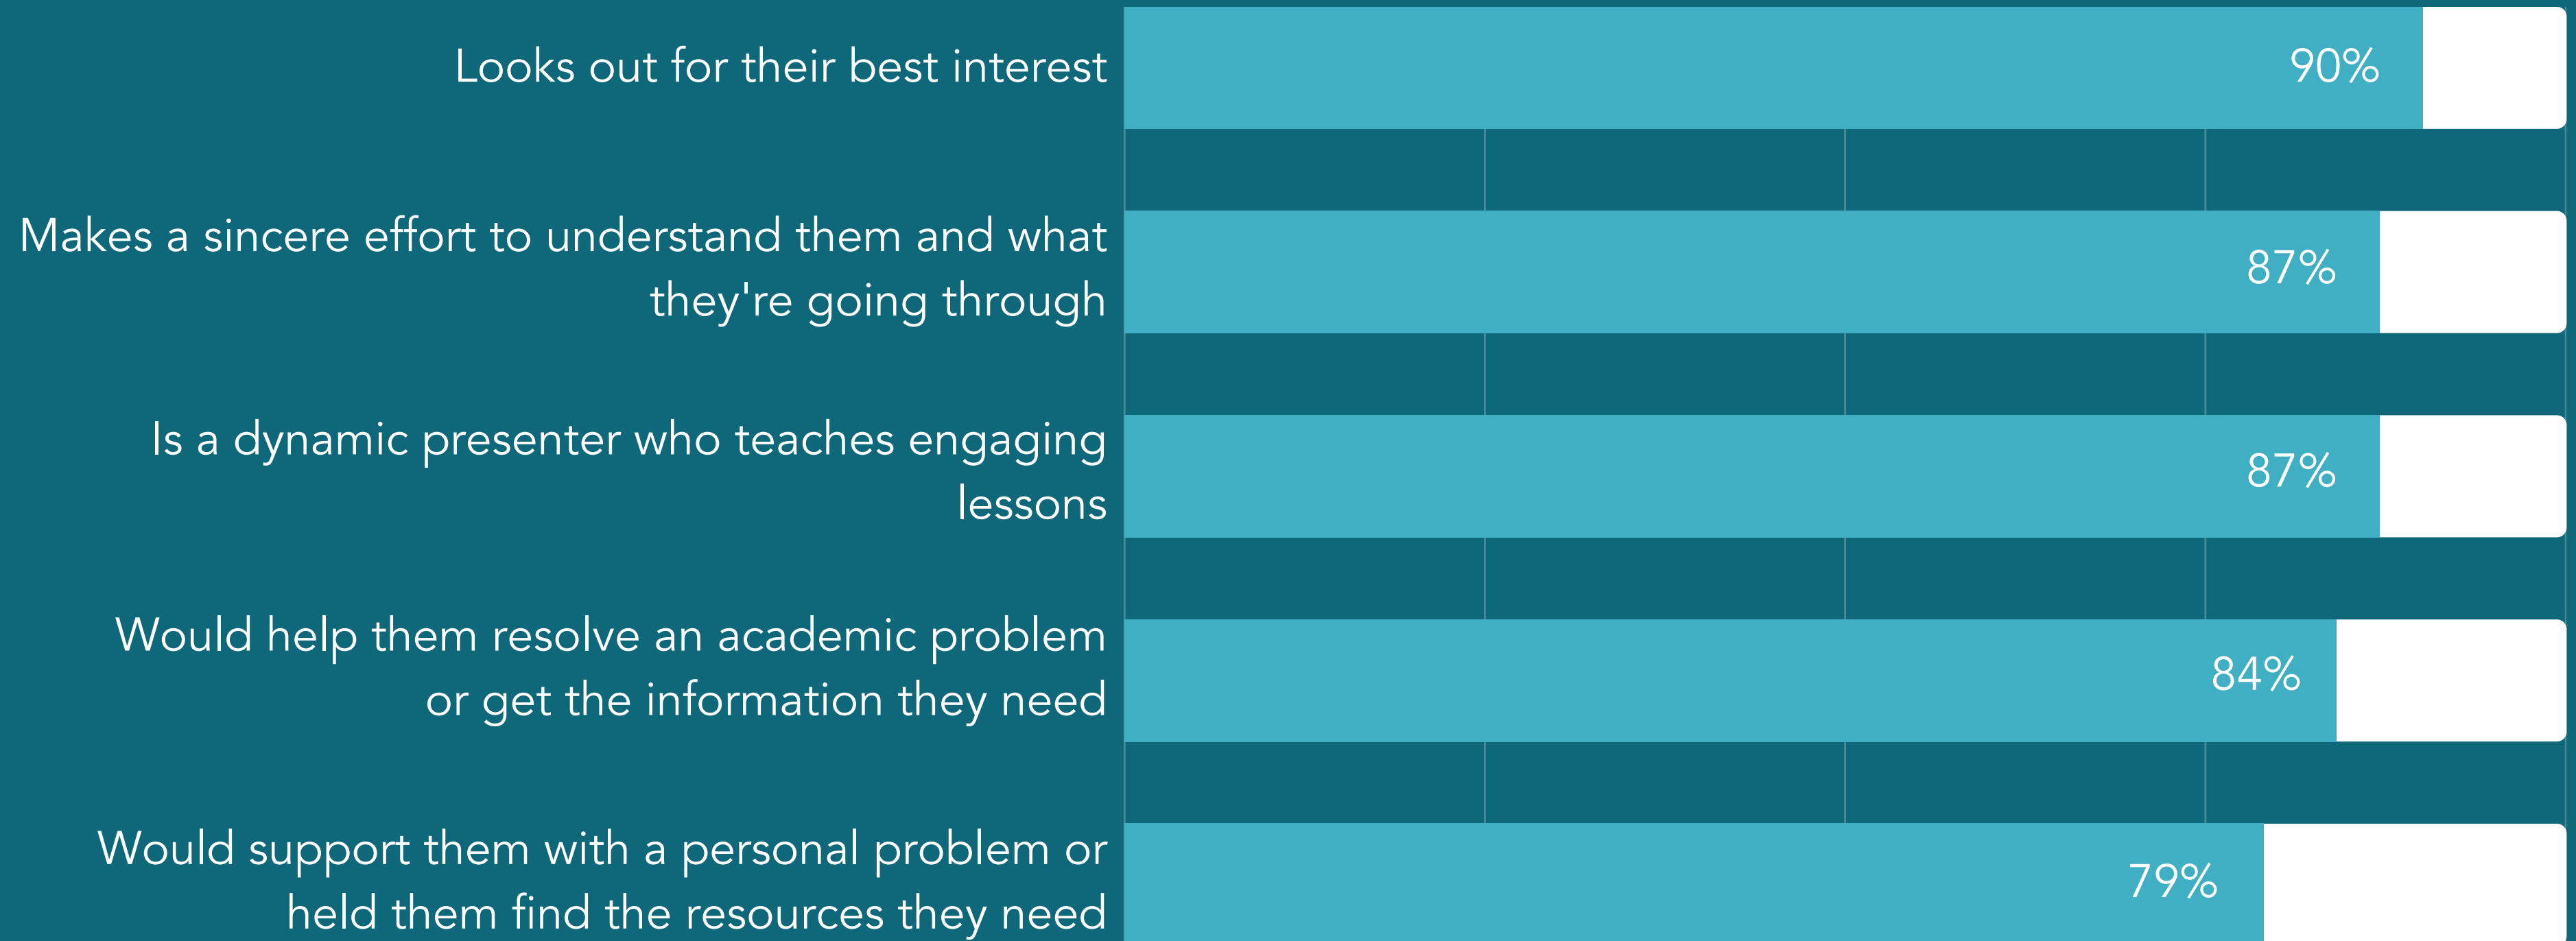 Looks out for their best interest
90%
Makes a sincere effort to understand them and what
they're going through
87%
Is a dynamic presenter who teaches engaging
lessons
87%
Would help them resolve an academic problem
or get the information they need
84%
Would support them with a personal problem or
held them find the resources they need
79%